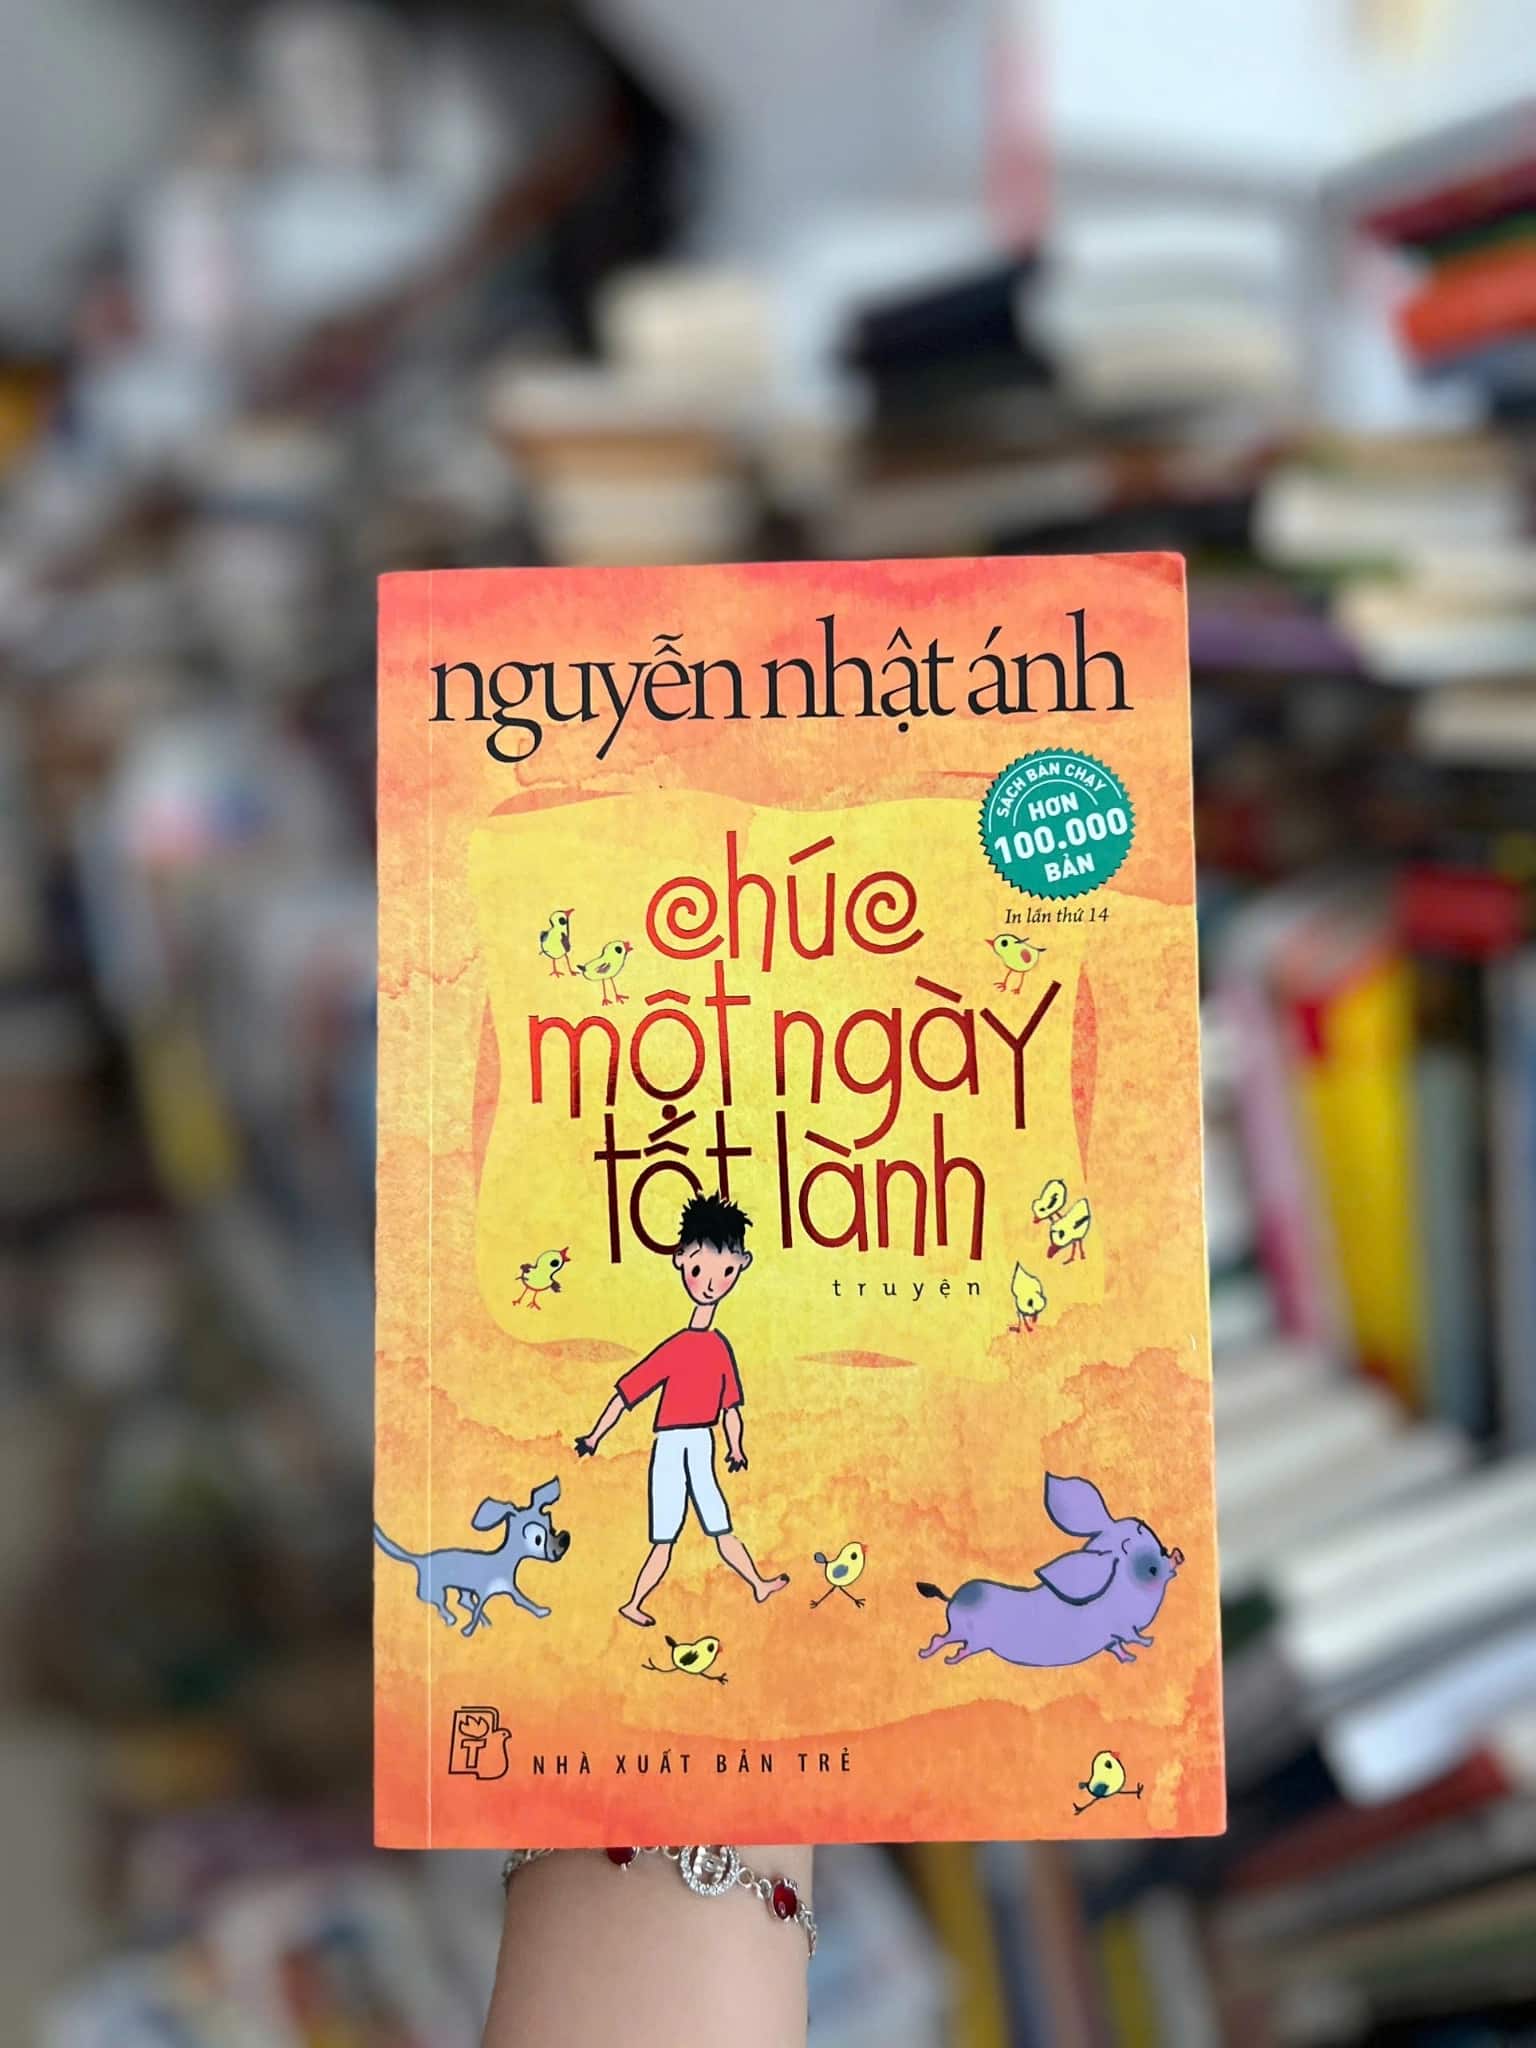 nguyễn nhật ánh
SÁCH BÁN CHẠY
HƠN
100.000
BẢN
In lần thứ 14
chúc
một ngày
tốt lành
truyện
NHÀ XUẤT BẢN TRẺ